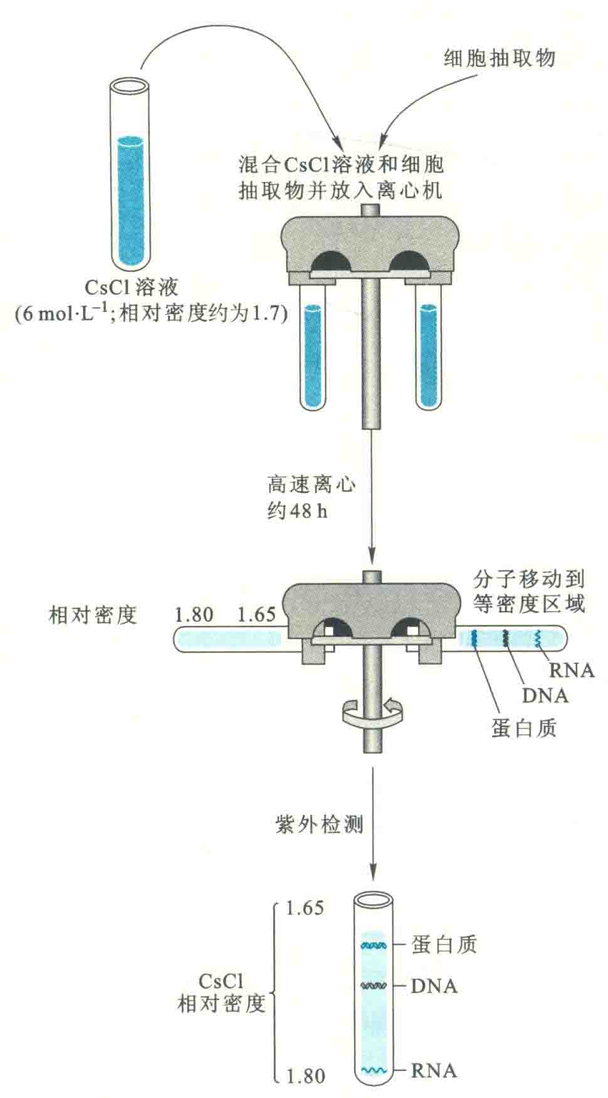 细胞抽取物
混合CsCl溶液和细胞
抽取物并放入离心机
CsCl 溶液
(6 mol·L⁻¹;相对密度约为1.7)
高速离心
约48 h
分子移动到
等密度区域
相对密度 1.80 1.65
RNA
DNA
蛋白质
紫外检测
1.65
蛋白质
CsCl
相对密度
DNA
1.80
RNA